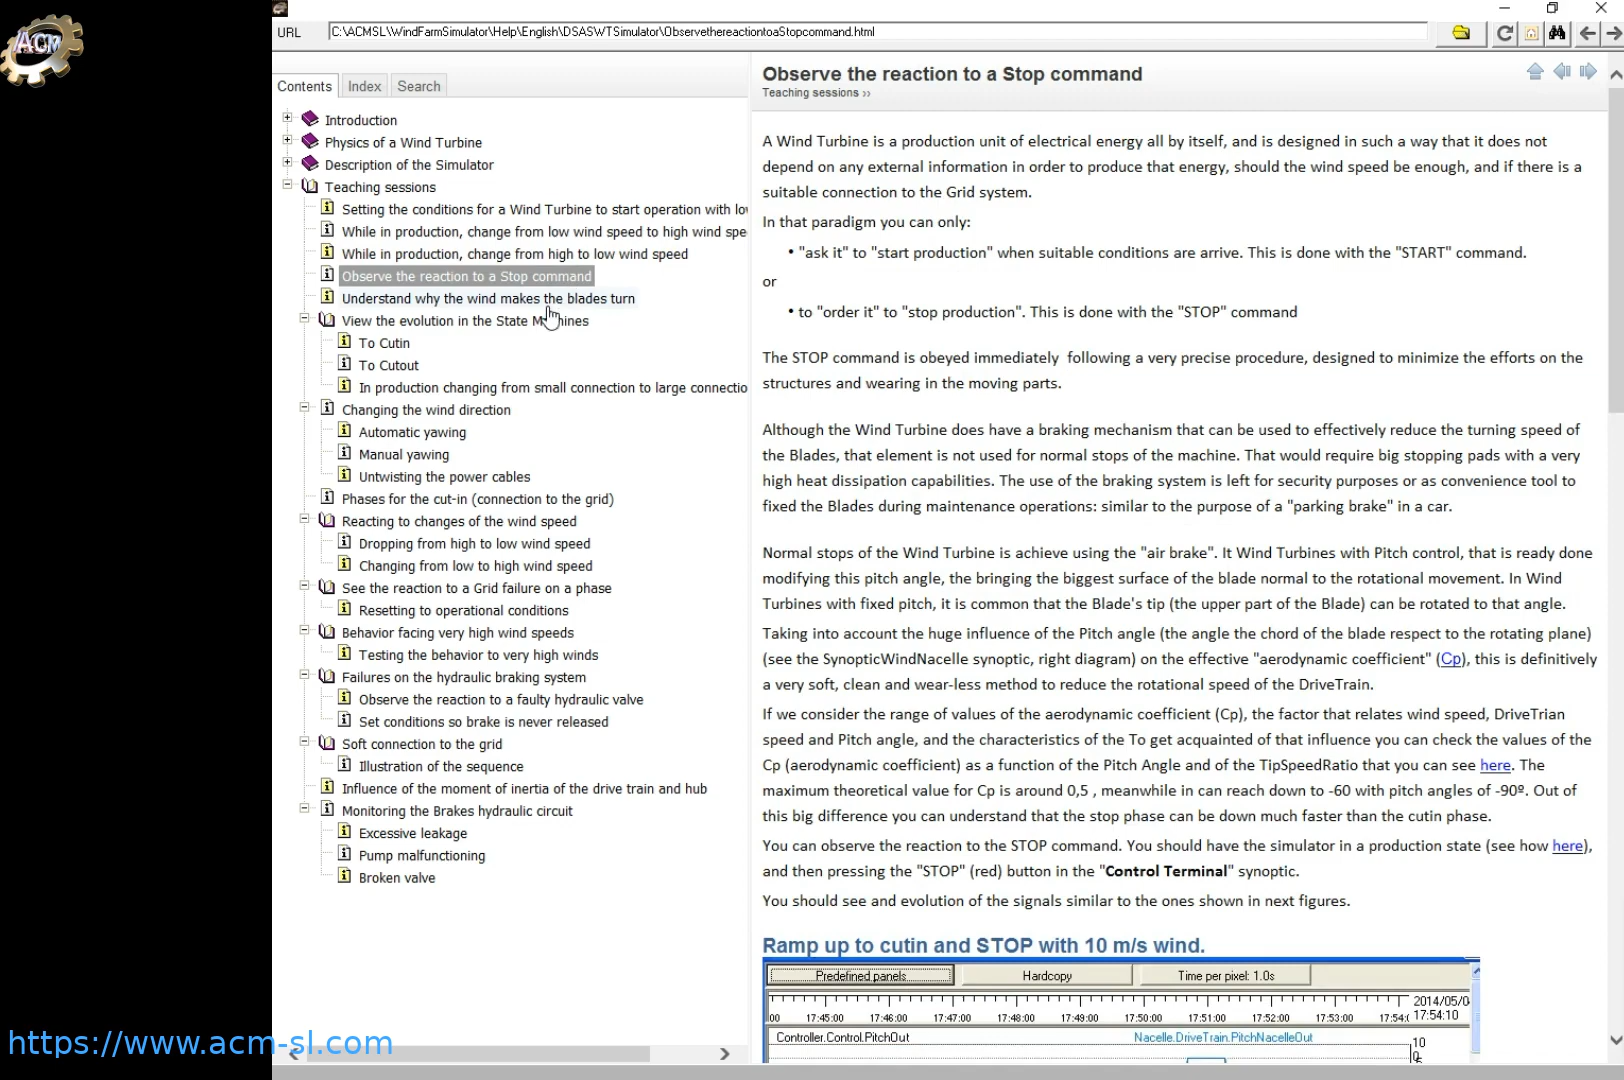 ACM
URL
C:\ACMSL\WindFarmSimulator\Help\English\DSASWTSimulator\ObservethereactiontoaStopcommand.html
Contents
Index
Search
Introduction
Physics of a Wind Turbine
Description of the Simulator
Teaching sessions
Setting the conditions for a Wind Turbine to start operation with lo
While in production, change from low wind speed to high wind spe
While in production, change from high to low wind speed
Observe the reaction to a Stop command
Understand why the wind makes the blades turn
View the evolution in the State Machines
To Cutin
To Cutout
In production changing from small connection to large connectio
Changing the wind direction
Automatic yawing
Manual yawing
Untwisting the power cables
Phases for the cut-in (connection to the grid)
Reacting to changes of the wind speed
Dropping from high to low wind speed
Changing from low to high wind speed
See the reaction to a Grid failure on a phase
Resetting to operational conditions
Behavior facing very high wind speeds
Testing the behavior to very high winds
Failures on the hydraulic braking system
Observe the reaction to a faulty hydraulic valve
Set conditions so brake is never released
Soft connection to the grid
Illustration of the sequence
Influence of the moment of inertia of the drive train and hub
Monitoring the Brakes hydraulic circuit
Excessive leakage
Pump malfunctioning
Broken valve
Observe the reaction to a Stop command
Teaching sessions ››
A Wind Turbine is a production unit of electrical energy all by itself, and is designed in such a way that it does not
depend on any external information in order to produce that energy, should the wind speed be enough, and if there is a
suitable connection to the Grid system.
In that paradigm you can only:
• "ask it" to "start production" when suitable conditions are arrive. This is done with the "START" command.
or
• to "order it" to "stop production". This is done with the "STOP" command
The STOP command is obeyed immediately following a very precise procedure, designed to minimize the efforts on the
structures and wearing in the moving parts.
Although the Wind Turbine does have a braking mechanism that can be used to effectively reduce the turning speed of
the Blades, that element is not used for normal stops of the machine. That would require big stopping pads with a very
high heat dissipation capabilities. The use of the braking system is left for security purposes or as convenience tool to
fixed the Blades during maintenance operations: similar to the purpose of a "parking brake" in a car.
Normal stops of the Wind Turbine is achieve using the "air brake". It Wind Turbines with Pitch control, that is ready done
modifying this pitch angle, the bringing the biggest surface of the blade normal to the rotational movement. In Wind
Turbines with fixed pitch, it is common that the Blade's tip (the upper part of the Blade) can be rotated to that angle.
Taking into account the huge influence of the Pitch angle (the angle the chord of the blade respect to the rotating plane)
(see the SynopticWindNacelle synoptic, right diagram) on the effective "aerodynamic coefficient" (Cp), this is definitively
a very soft, clean and wear-less method to reduce the rotational speed of the DriveTrain.
If we consider the range of values of the aerodynamic coefficient (Cp), the factor that relates wind speed, DriveTrian
speed and Pitch angle, and the characteristics of the To get acquainted of that influence you can check the values of the
Cp (aerodynamic coefficient) as a function of the Pitch Angle and of the TipSpeedRatio that you can see here. The
maximum theoretical value for Cp is around 0,5 , meanwhile in can reach down to -60 with pitch angles of -90º. Out of
this big difference you can understand that the stop phase can be down much faster than the cutin phase.
You can observe the reaction to the STOP command. You should have the simulator in a production state (see how here),
and then pressing the "STOP" (red) button in the "Control Terminal" synoptic.
You should see and evolution of the signals similar to the ones shown in next figures.
Ramp up to cutin and STOP with 10 m/s wind.
Predefined panels
Hardcopy
Time per pixel: 1.0s
2014/05/0
:00 17:45:00 17:46:00 17:47:00 17:48:00 17:49:00 17:50:00 17:51:00 17:52:00 17:53:00 17:54:( 17:54:10
Controller.Control.PitchOut
Nacelle.DriveTrain.PitchNacelleOut
10
https://www.acm-sl.com